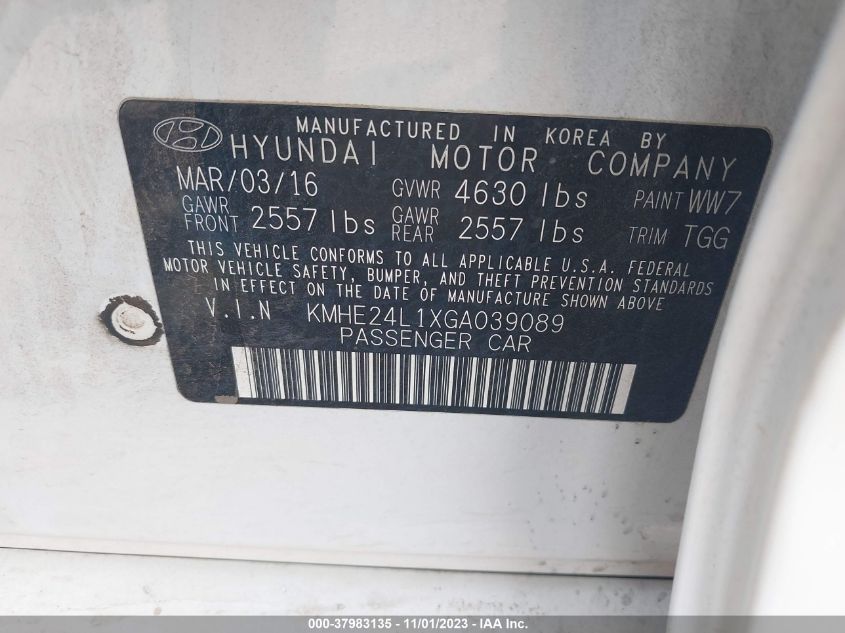 MANUFACTURED IN KOREA BY
HYUNDAI MOTOR COMPANY
MAR/03/16 GVWR 4630 lbs PAINT WW7
GAWR FRONT 2557 lbs GAWR REAR 2557 lbs TRIM TGG
THIS VEHICLE CONFORMS TO ALL APPLICABLE U.S.A. FEDERAL
MOTOR VEHICLE SAFETY, BUMPER, AND THEFT PREVENTION STANDARDS
IN EFFECT ON THE DATE OF MANUFACTURE SHOWN ABOVE
V.I.N KMHE24L1XGA039089
PASSENGER CAR
000-37983135 - 11/01/2023 - IAAI.com